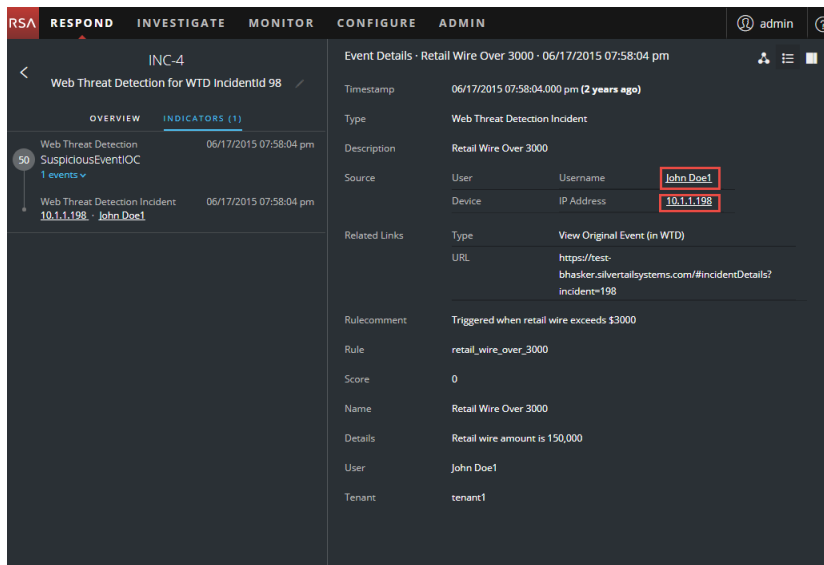 RSA RESPOND INVESTIGATE MONITOR CONFIGURE ADMIN admin ?
INC-4
Web Threat Detection for WTD IncidentId 98
OVERVIEW INDICATORS (1)
Web Threat Detection 06/17/2015 07:58:04 pm
50 SuspiciousEventIOC
1 events
Web Threat Detection Incident 06/17/2015 07:58:04 pm
10.1.1.198 · John Doe1
Event Details · Retail Wire Over 3000 · 06/17/2015 07:58:04 pm
Timestamp 06/17/2015 07:58:04.000 pm (2 years ago)
Type Web Threat Detection Incident
Description Retail Wire Over 3000
Source User Username John Doe1
Device IP Address 10.1.1.198
Related Links Type View Original Event (in WTD)
URL https://test-
bhasker.silvertailsystems.com/#incidentDetails?
incident=198
Rulecomment Triggered when retail wire exceeds $3000
Rule retail_wire_over_3000
Score 0
Name Retail Wire Over 3000
Details Retail wire amount is 150,000
User John Doe1
Tenant tenant1